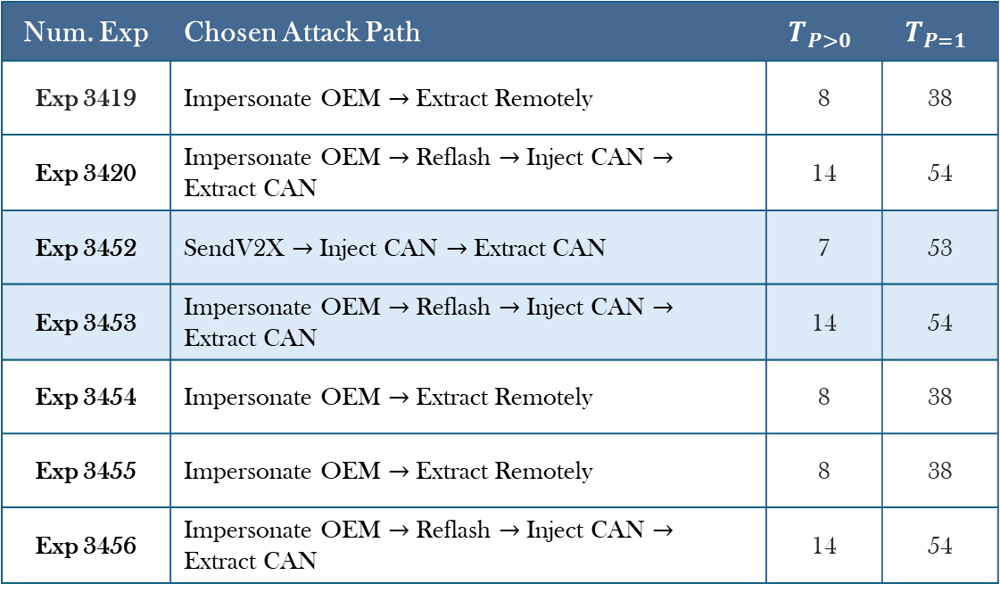 Num. Exp Chosen Attack Path T P>0 T P=1
Exp 3419 Impersonate OEM → Extract Remotely 8 38
Exp 3420 Impersonate OEM → Reflash → Inject CAN →
Extract CAN 14 54
Exp 3452 SendV2X → Inject CAN → Extract CAN 7 53
Exp 3453 Impersonate OEM → Reflash → Inject CAN →
Extract CAN 14 54
Exp 3454 Impersonate OEM → Extract Remotely 8 38
Exp 3455 Impersonate OEM → Extract Remotely 8 38
Exp 3456 Impersonate OEM → Reflash → Inject CAN →
Extract CAN 14 54